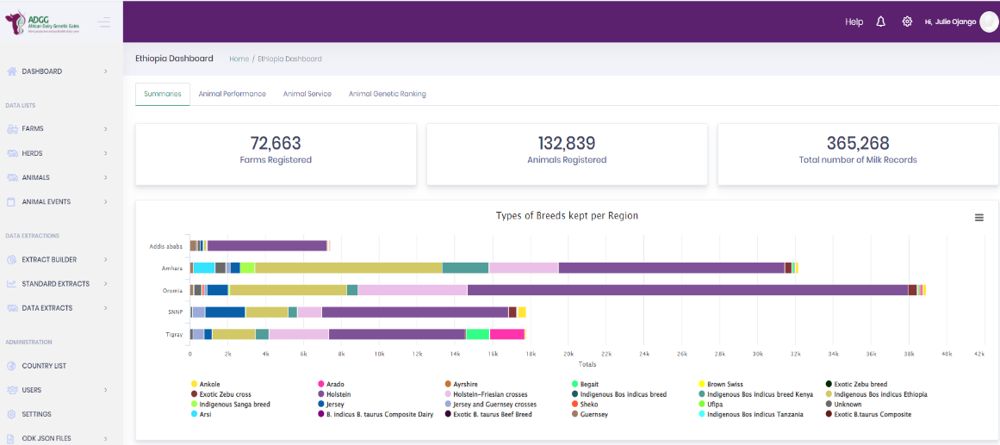 ADGG
African Dairy Genetic Gains
Help
Hi, Julie Ojango
Ethiopia Dashboard
Home / Ethiopia Dashboard
DASHBOARD
DATA LISTS
FARMS
HERDS
ANIMALS
ANIMAL EVENTS
DATA EXTRACTIONS
EXTRACT BUILDER
STANDARD EXTRACTS
DATA EXTRACTS
ADMINISTRATION
COUNTRY LIST
USERS
SETTINGS
ODK JSON FILES
Summaries Animal Performance Animal Service Animal Genetic Ranking
72,663 132,839 365,268
Farms Registered Animals Registered Total number of Milk Records
Types of Breeds kept per Region
Addis ababa
Amhara
Oromia
SNNP
Tigray
0 2k 4k 6k 8k 10k 12k 14k 16k 18k 20k 22k 24k 26k 28k 30k 32k 34k 36k 38k 40k 42k
Totals
Ankole Arado Ayrshire Begait Brown Swiss Exotic Zebu breed
Exotic Zebu cross Holstein Holstein-Friesian crosses Indigenous Bos indicus breed Indigenous Bos indicus breed Kenya Indigenous Bos indicus Ethiopia
Indigenous Sanga breed Jersey Jersey and Guernsey crosses Sheko Ufipa Unknown
Arsi B. indicus B. taurus Composite Dairy Exotic B. taurus Beef Breed Guernsey Indigenous Bos indicus Tanzania Exotic B.taurus Composite